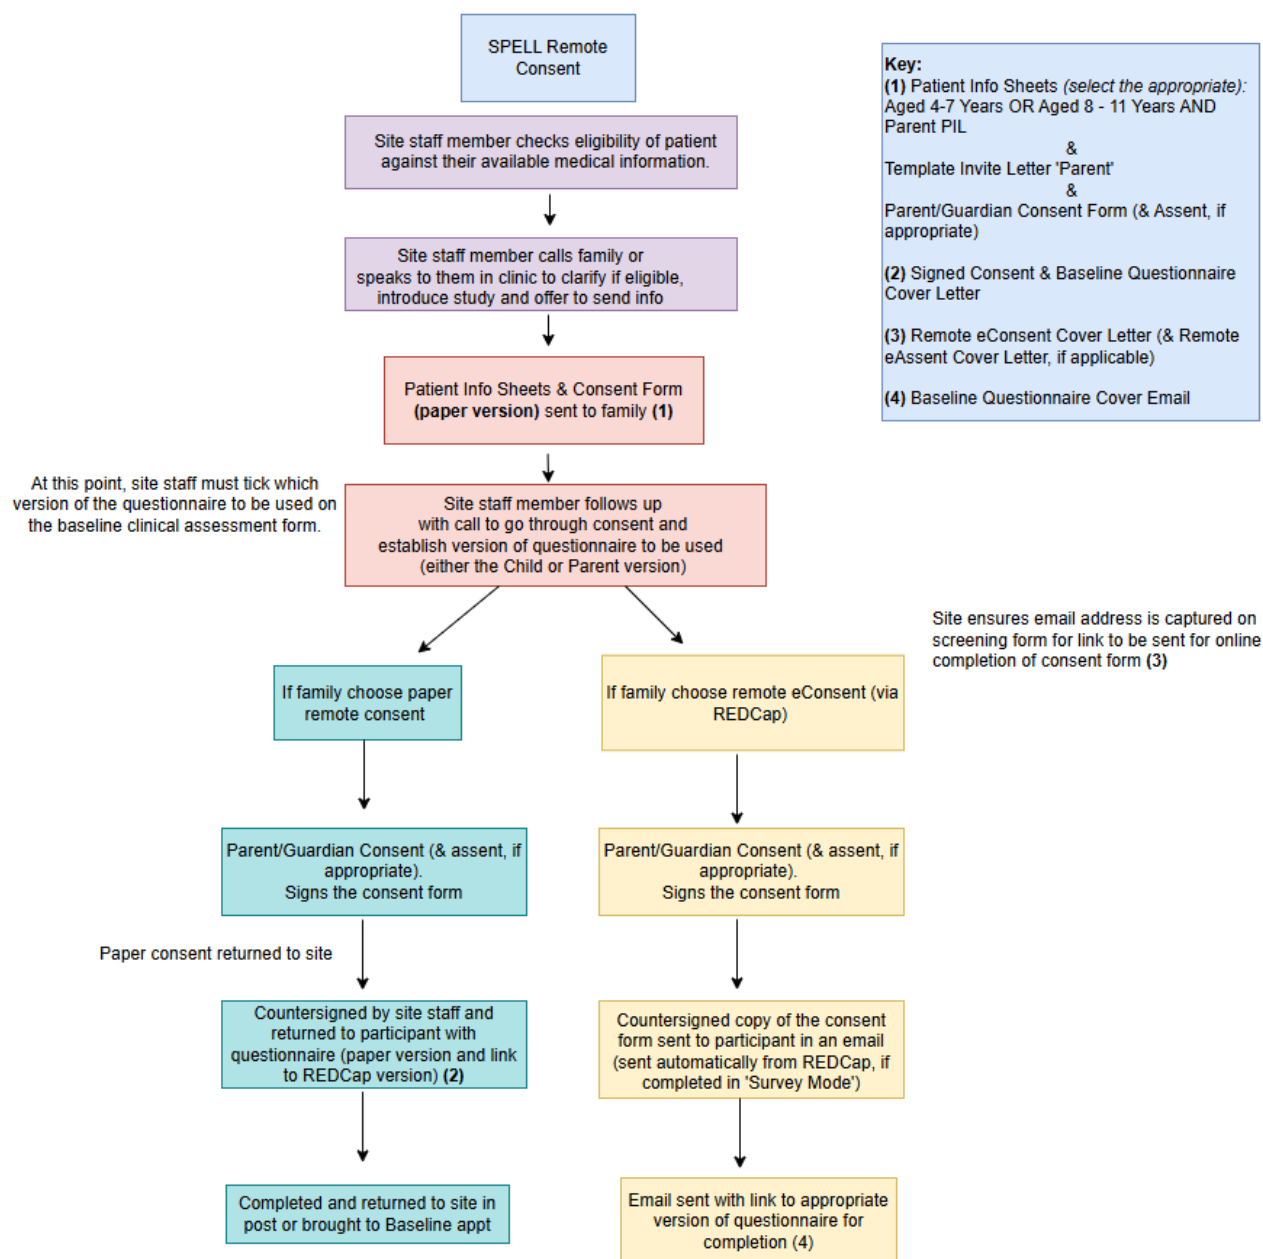 SPELL Remote
Consent
Key:
(1) Patient Info Sheets (select the appropriate):
Aged 4-7 Years OR Aged 8 - 11 Years AND
Parent PIL
&
Template Invite Letter 'Parent'
&
Parent/Guardian Consent Form (& Assent, if
appropriate)
(2) Signed Consent & Baseline Questionnaire
Cover Letter
(3) Remote eConsent Cover Letter (& Remote
eAssent Cover Letter, if applicable)
(4) Baseline Questionnaire Cover Email
Site staff member checks eligibility of patient
against their available medical information.
Site staff member calls family or
speaks to them in clinic to clarify if eligible,
introduce study and offer to send info
Patient Info Sheets & Consent Form
(paper version) sent to family (1)
At this point, site staff must tick which
version of the questionnaire to be used on
the baseline clinical assessment form.
Site staff member follows up
with call to go through consent and
establish version of questionnaire to be used
(either the Child or Parent version)
Site ensures email address is captured on
screening form for link to be sent for online
completion of consent form (3)
If family choose paper
remote consent
If family choose remote eConsent (via
REDCap)
Parent/Guardian Consent (& assent, if
appropriate).
Signs the consent form
Parent/Guardian Consent (& assent, if
appropriate).
Signs the consent form
Paper consent returned to site
Countersigned by site staff and
returned to participant with
questionnaire (paper version and link
to REDCap version) (2)
Countersigned copy of the consent
form sent to participant in an email
(sent automatically from REDCap, if
completed in 'Survey Mode')
Completed and returned to site in
post or brought to Baseline appt
Email sent with link to appropriate
version of questionnaire for
completion (4)